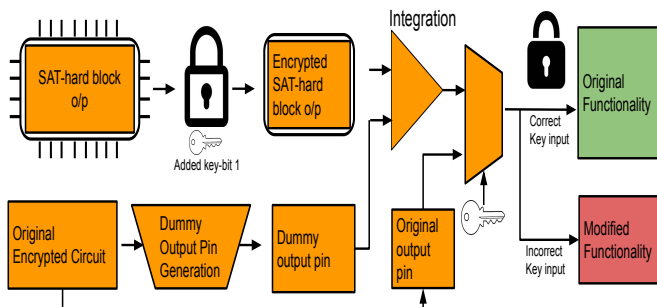 Integration
SAT-hard block
o/p
Added key-bit 1
Encrypted
SAT-hard
block o/p
Correct
Key input
Original
Functionality
Original
Encrypted Circuit
Dummy
Output Pin
Generation
Dummy
output pin
Original
output
pin
Incorrect
Key input
Modified
Functionality